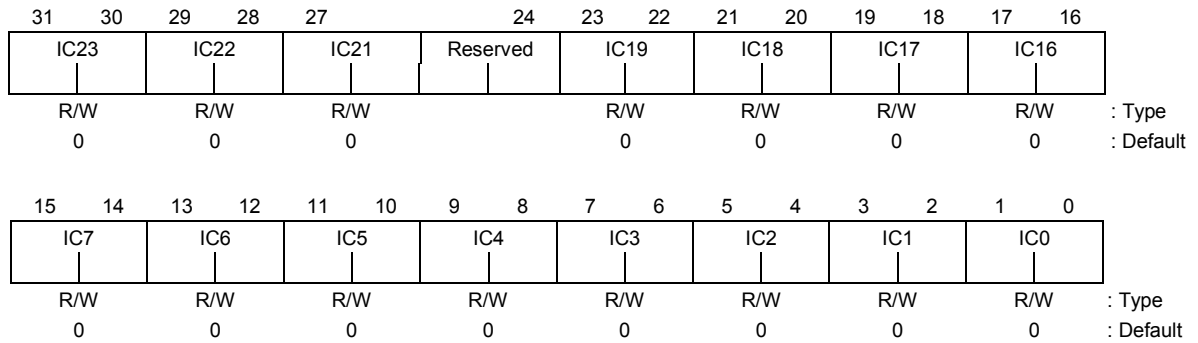 31 30 29 28 27 24 23 22 21 20 19 18 17 16
IC23 IC22 IC21 Reserved IC19 IC18 IC17 IC16
R/W R/W R/W R/W R/W R/W R/W : Type
0 0 0 0 0 0 0 : Default
15 14 13 12 11 10 9 8 7 6 5 4 3 2 1 0
IC7 IC6 IC5 IC4 IC3 IC2 IC1 IC0
R/W R/W R/W R/W R/W R/W R/W R/W : Type
0 0 0 0 0 0 0 0 : Default